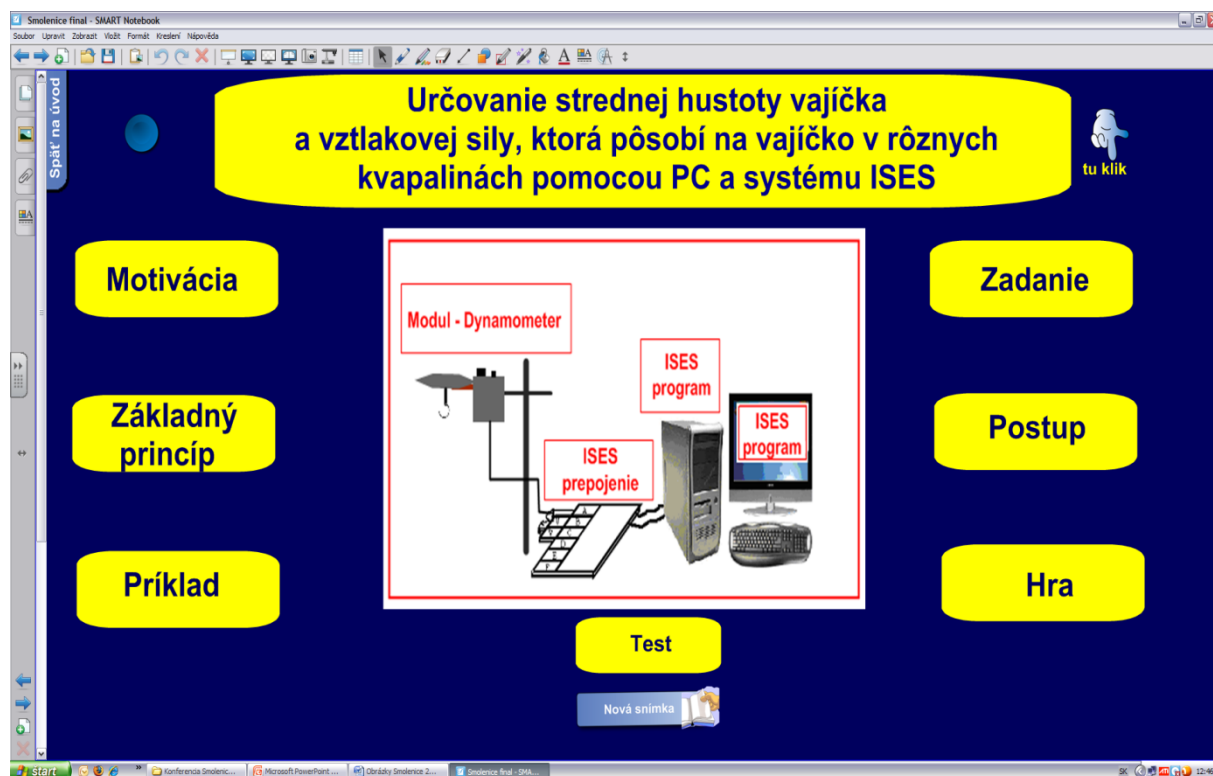 Smolenice final - SMART Notebook
Soubor Upravit Zobrazit Vložit Formát Kreslení Nápověda
Späť na úvod
Určovanie strednej hustoty vajíčka
a vztlakovej sily, ktorá pôsobí na vajíčko v rôznych
kvapalinách pomocou PC a systému ISES
tu klik
Motivácia
Zadanie
Modul - Dynamometer
ISES
program
ISES
program
Základný
princíp
Postup
ISES
prepojenie
Príklad
Hra
Test
Nová snímka
start
Konferencia Smolenic...
Microsoft PowerPoint ...
Obrázky Smolenice 2...
Smolenice final - SMA...
SK
12:46